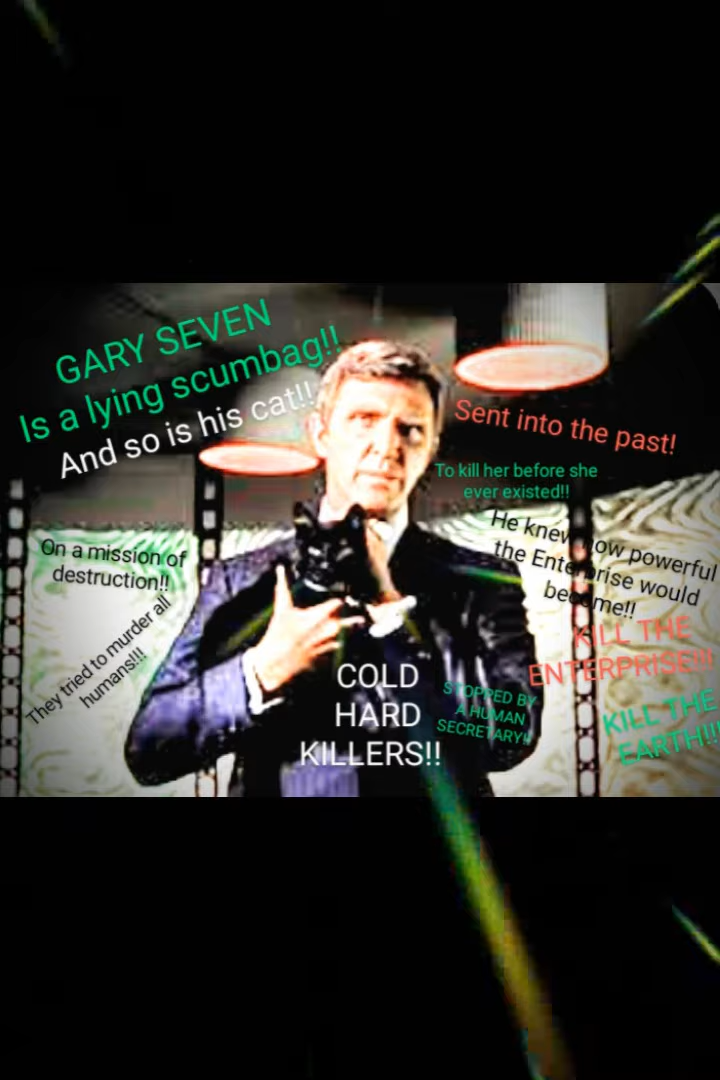 GARY SEVEN
Is a lying scumbag!!
And so is his cat!!
Sent into the past!
To kill her before she
ever existed!!
He knew how powerful
the Enterprise would
become!!
On a mission of
destruction!!
They tried to murder all
humans!!!
KILL THE
ENTERPRISE!!!
COLD
HARD
KILLERS!!
STOPPED BY
A HUMAN
SECRETARY!!
KILL THE
EARTH!!!